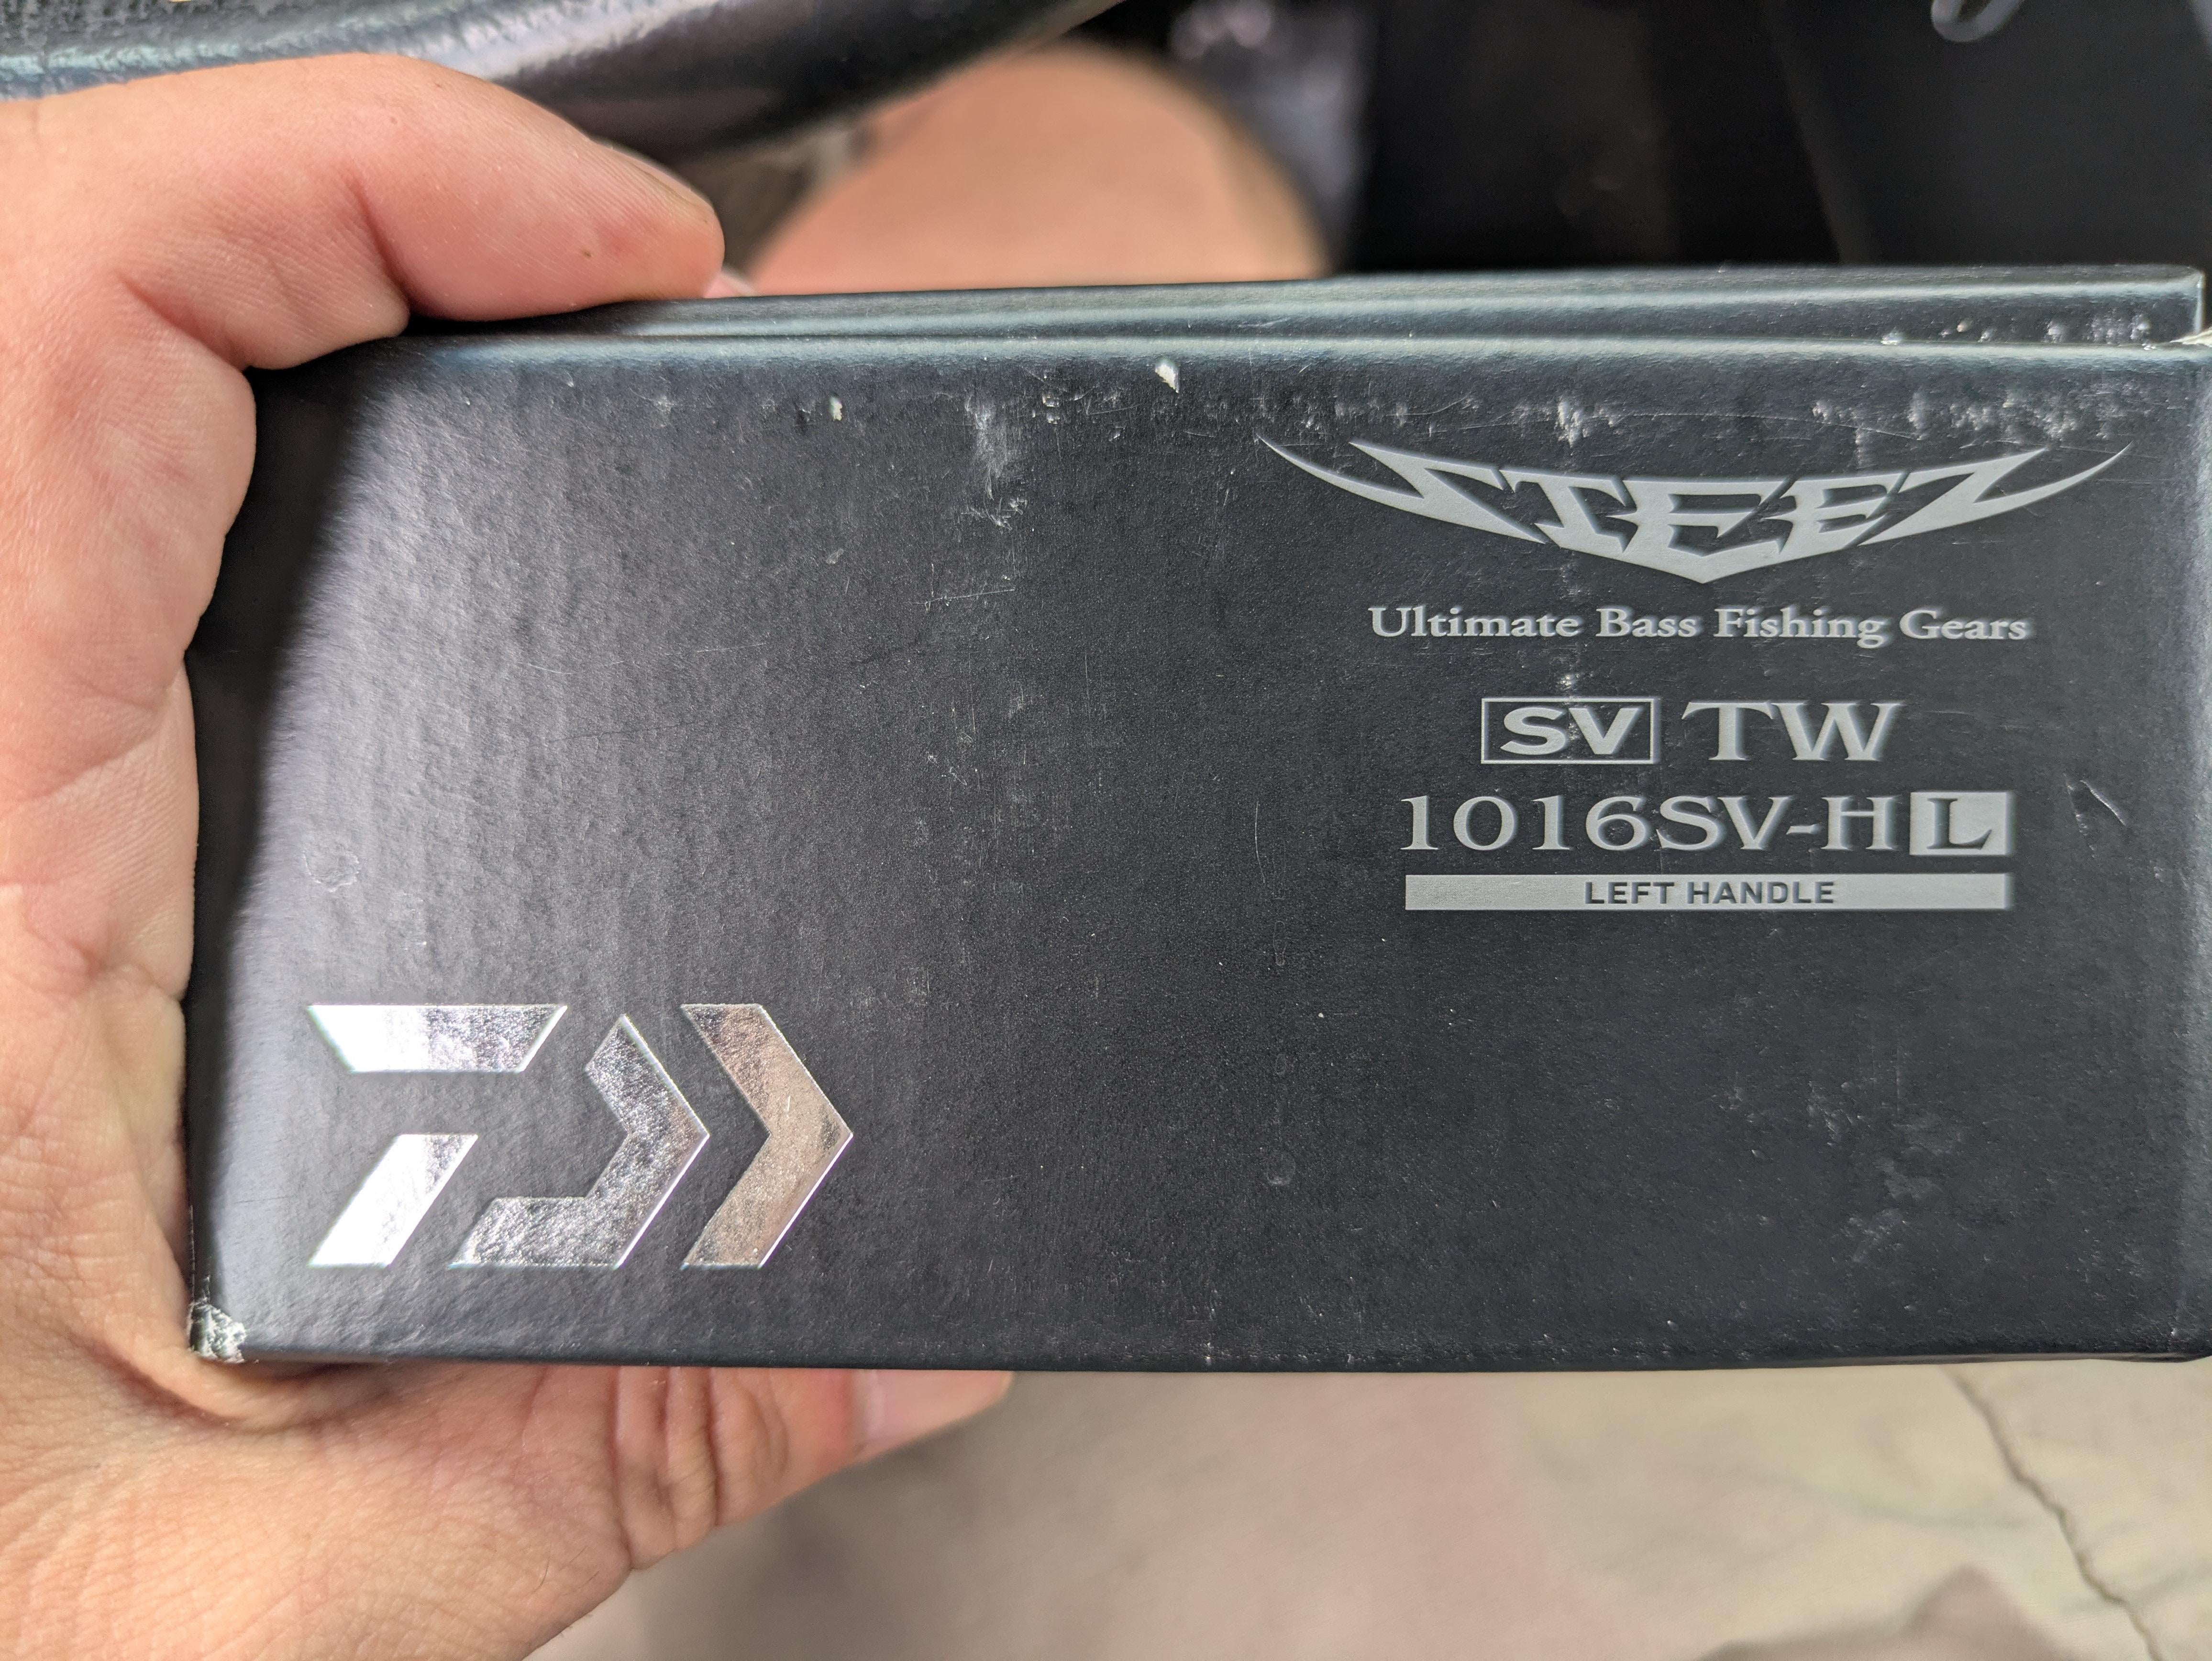 STEEZ
Ultimate Bass Fishing Gears
SV TW
1016SV-HL
LEFT HANDLE